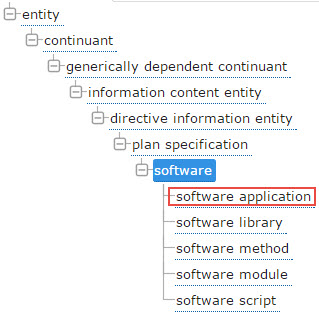 entity
continuant
generically dependent continuant
information content entity
directive information entity
plan specification
software
software application
software library
software method
software module
software script